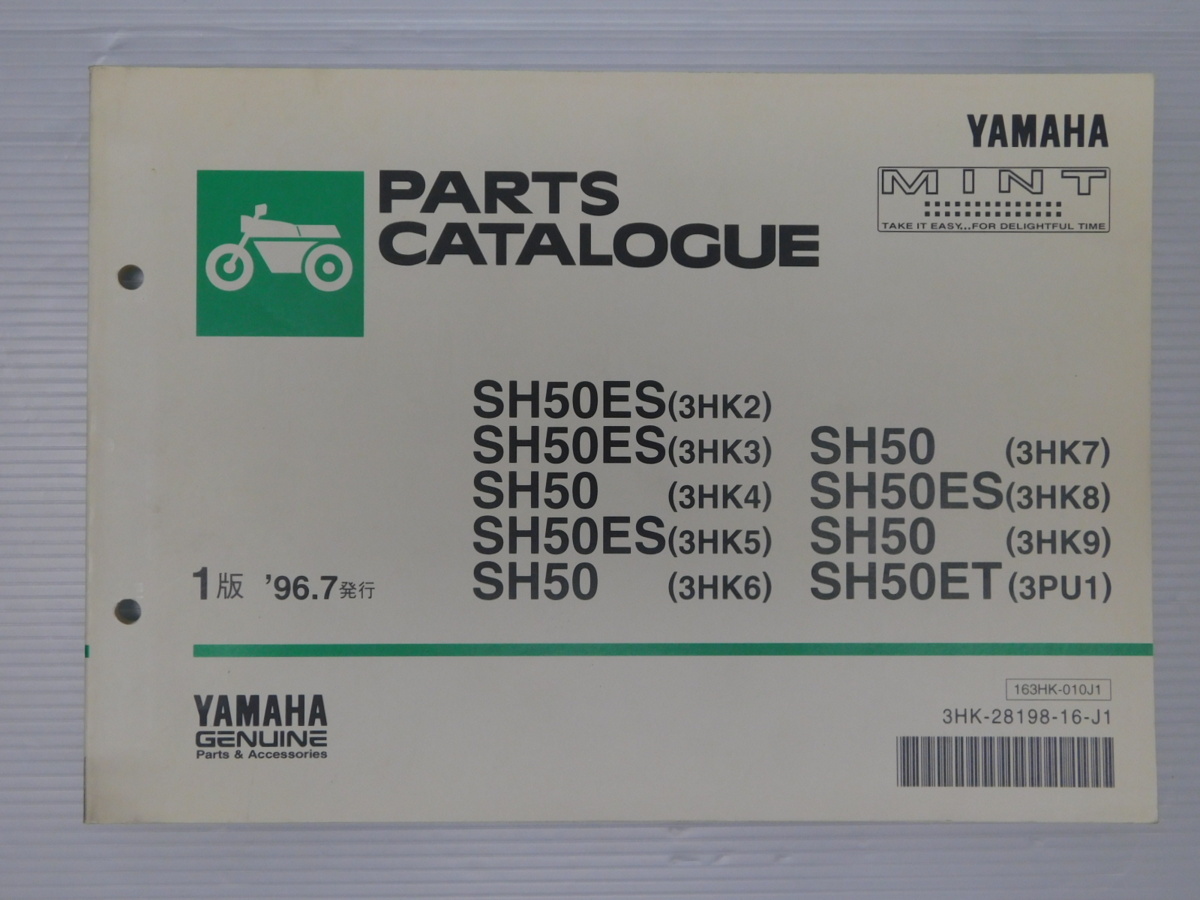 YAMAHA
MINT
TAKE IT EASY,,,FOR DELIGHTFUL TIME
PARTS
CATALOGUE
SH50ES(3HK2)
SH50ES(3HK3)
SH50 (3HK4)
SH50ES(3HK5)
SH50 (3HK6)
SH50 (3HK7)
SH50ES(3HK8)
SH50 (3HK9)
SH50ET(3PU1)
1版 ’96.7発行
YAMAHA
GENUINE
Parts & Accessories
163HK-010J1
3HK-28198-16-J1